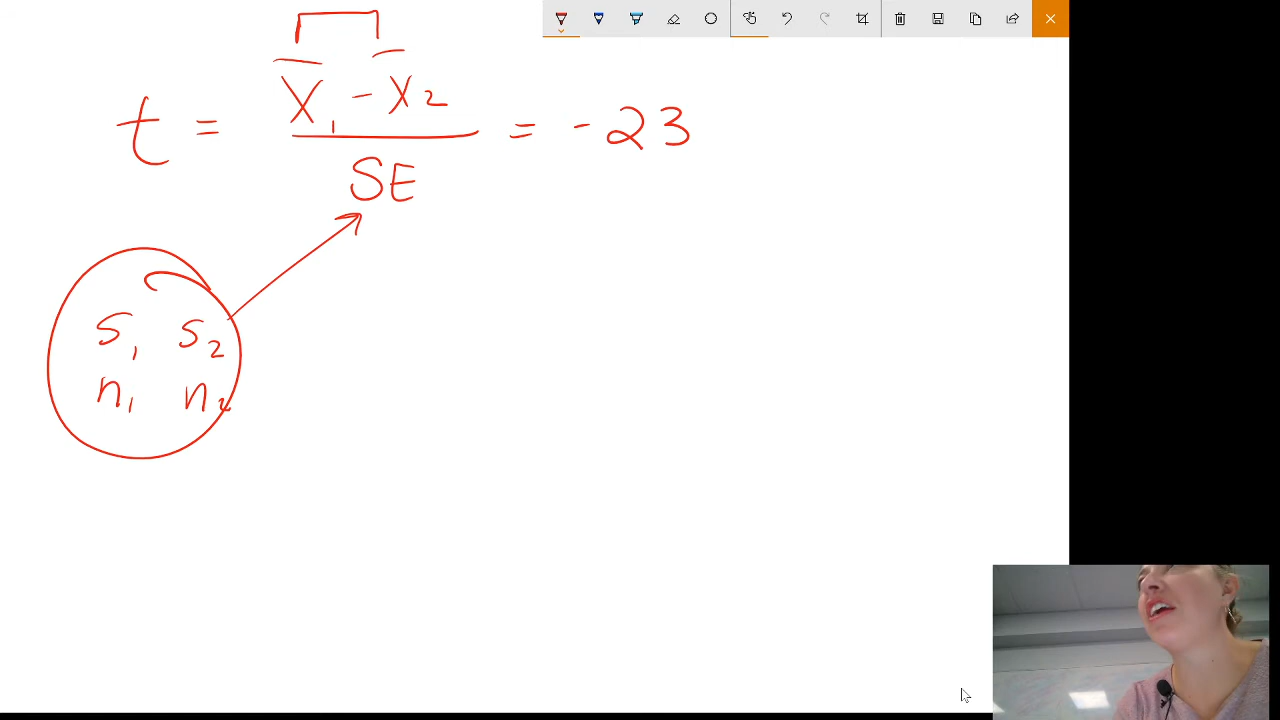 t = X̄₁ - X̄₂ / SE = -23
s₁ s₂
n₁ n₂